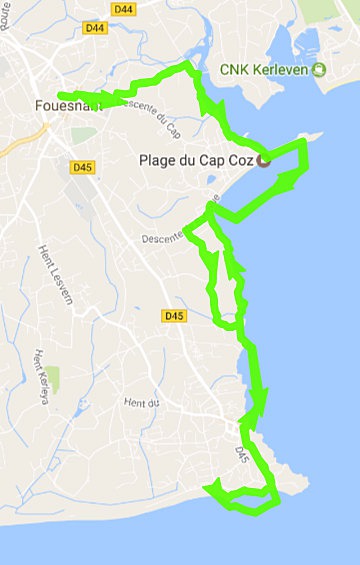 Route
D44
D44
CNK Kerleven
Fouesnant
Descente du Cap
Plage du Cap Coz
D45
Descente
Hent Lesvern
D45
Hent Kerleya
Hent du
D45